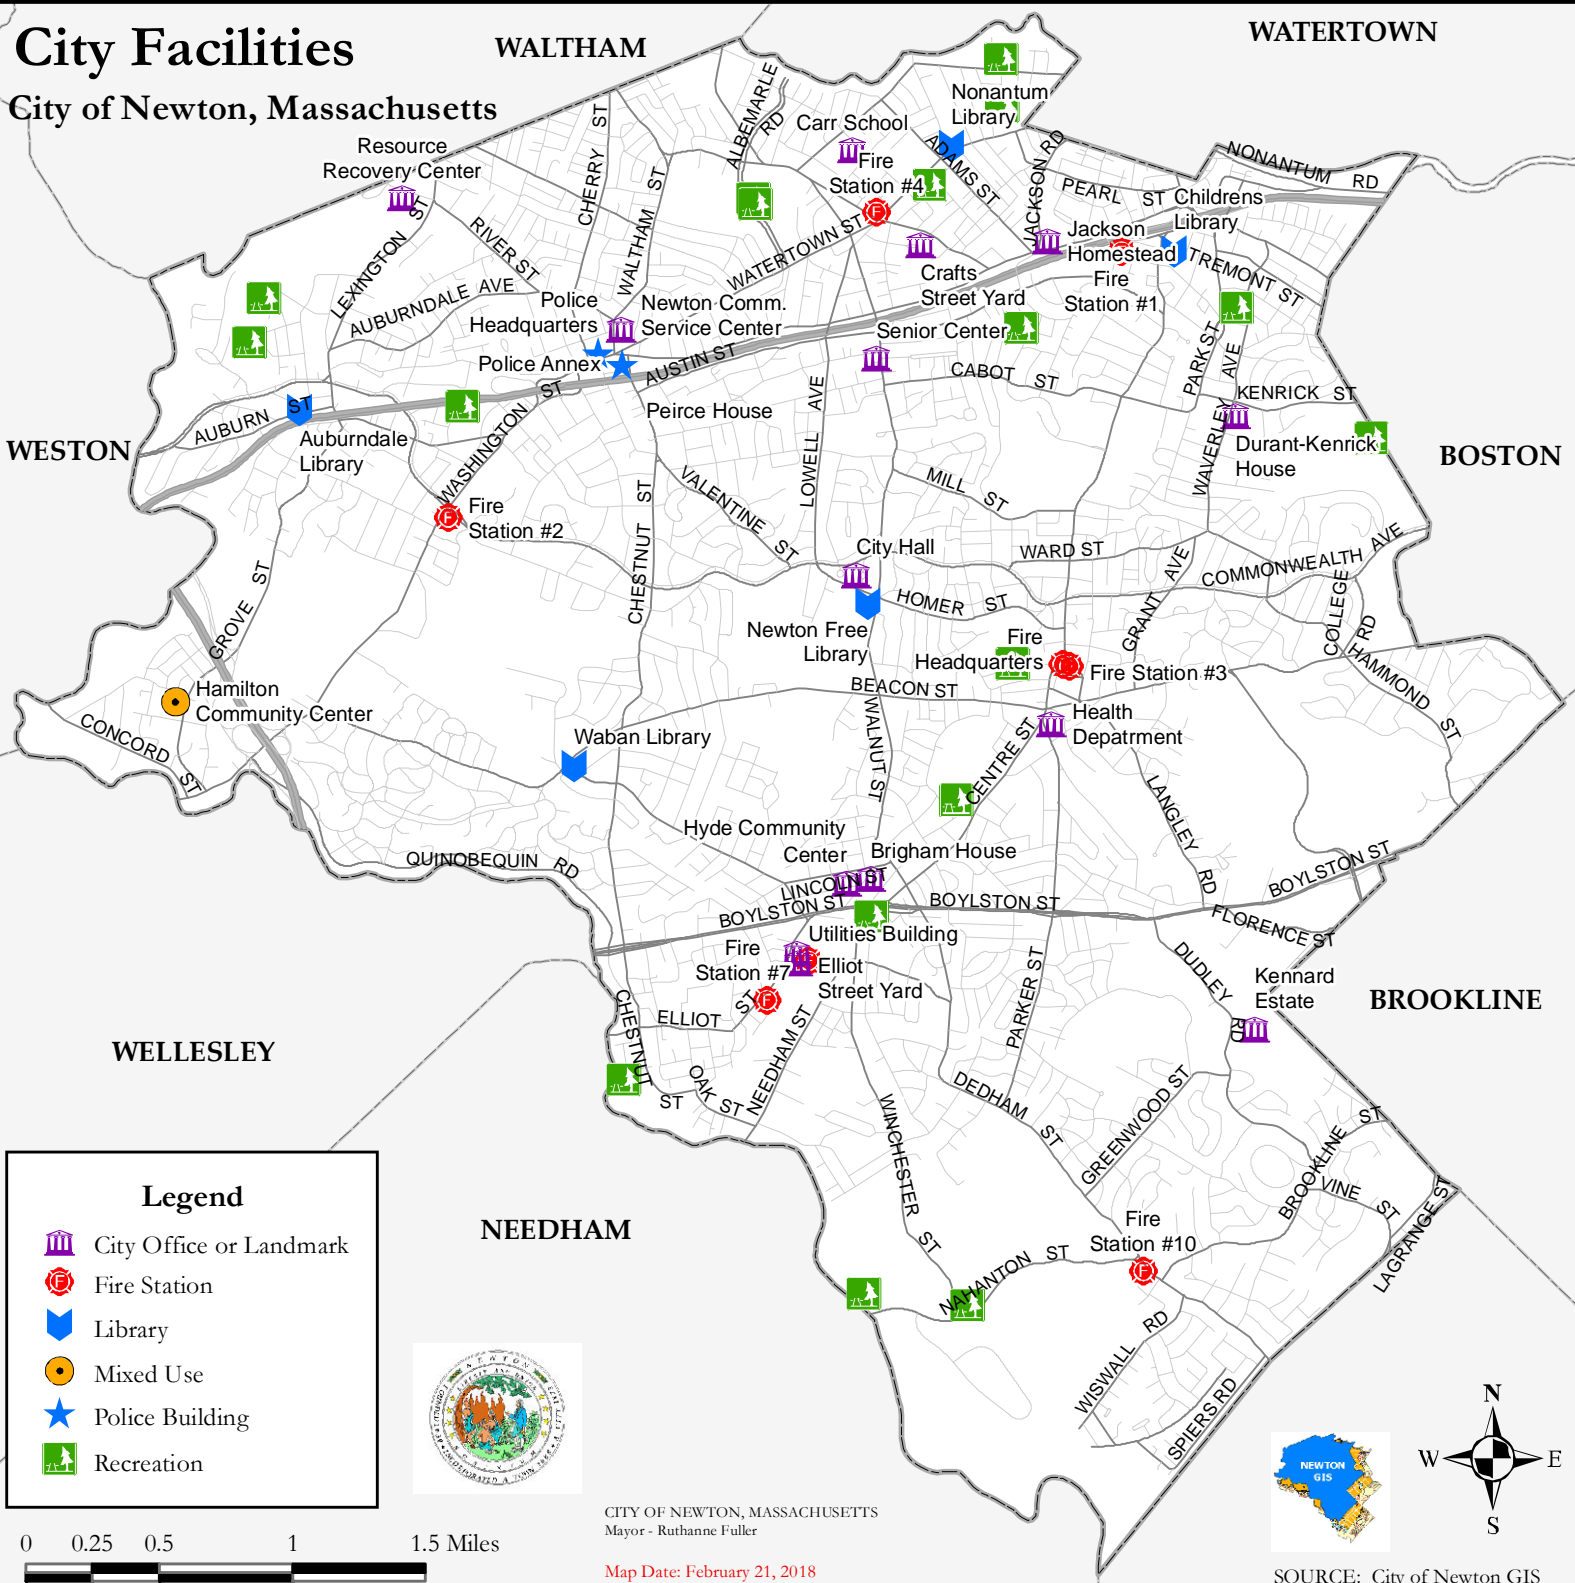 City Facilities
City of Newton, Massachusetts
WALTHAM
WATERTOWN
WESTON
BOSTON
WELLESLEY
NEEDHAM
BROOKLINE
Resource
Recovery Center
Carr School
Nonantum
Library
Fire
Station #4
Childrens
Library
Jackson
Homestead
Fire
Station #1
Crafts
Street Yard
Senior Center
Police
Headquarters
Newton Comm.
Service Center
Police Annex
Peirce House
Auburndale
Library
Durant-Kenrick
House
Fire
Station #2
City Hall
Newton Free
Library
Fire
Headquarters
Fire Station #3
Hamilton
Community Center
Health
Depatrment
Waban Library
Hyde Community
Center
Brigham House
Utilities Building
Fire
Station #7
Elliot
Street Yard
Kennard
Estate
Fire
Station #10
ALBEMARLE
RD
CHERRY ST
WALTHAM ST
ADAMS ST
JACKSON RD
NONANTUM RD
PEARL ST
LEXINGTON ST
RIVER ST
WATERTOWN ST
TREMONT ST
AUBURNDALE AVE
AUSTIN ST
CABOT ST
PARK ST
KENRICK ST
WAVERLEY AVE
AUBURN ST
WASHINGTON ST
LOWELL AVE
VALENTINE ST
MILL ST
CHESTNUT ST
WARD ST
COMMONWEALTH AVE
GRANT AVE
HOMER ST
COLLEGE
RD
HAMMOND ST
GROVE ST
CONCORD ST
BEACON ST
WALNUT ST
CENTRE ST
LANGLEY RD
QUINOBEQUIN RD
LINCOLN ST
BOYLSTON ST
BOYLSTON ST
BOYLSTON ST
FLORENCE ST
DUDLEY RD
PARKER ST
ELLIOT ST
CHESTNUT ST
OAK ST
NEEDHAM ST
DEDHAM ST
WINCHESTER ST
GREENWOOD ST
BROOKLINE ST
VINE ST
LAGRANGE ST
NAHANTON ST
WISWALL RD
SPIERS RD
Legend
City Office or Landmark
Fire Station
Library
Mixed Use
Police Building
Recreation
0 0.25 0.5 1 1.5 Miles
CITY OF NEWTON, MASSACHUSETTS
Mayor - Ruthanne Fuller
Map Date: February 21, 2018
NEWTON
GIS
N
W E
S
SOURCE: City of Newton GIS